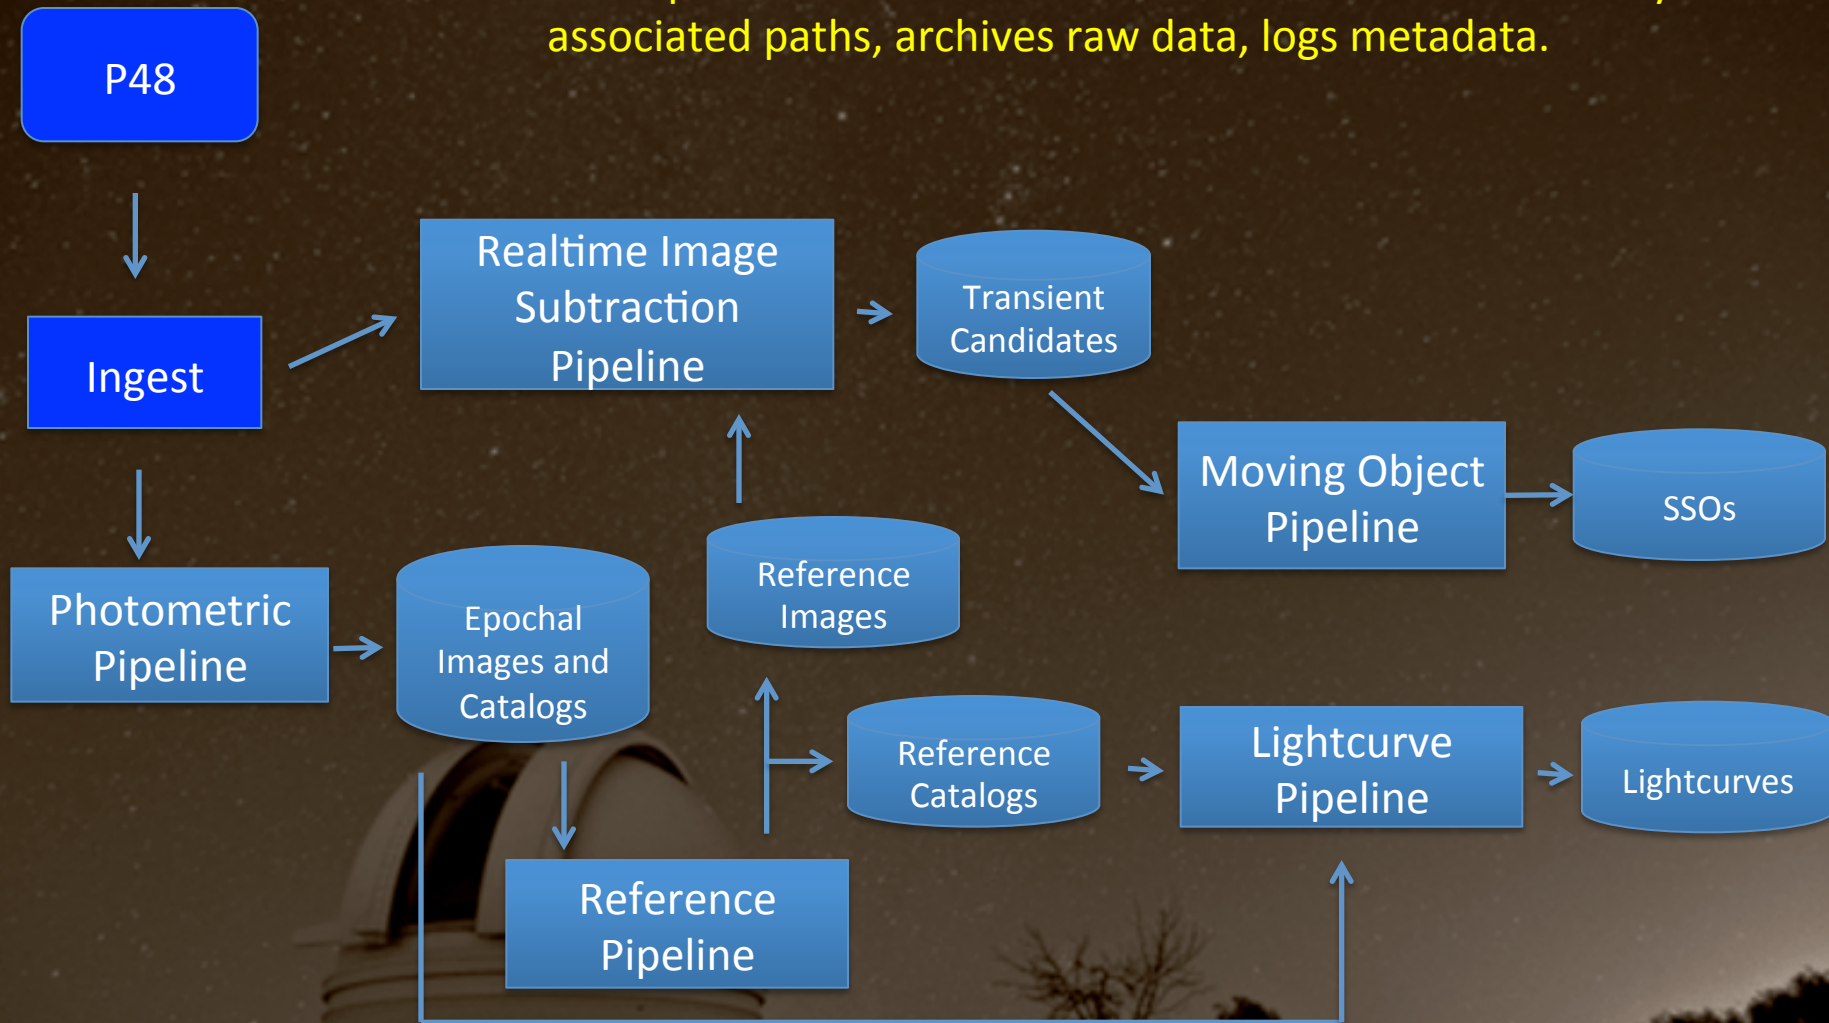 associated paths, archives raw data, logs metadata.
P48
Realtime Image
Subtraction
Pipeline
Transient
Candidates
Ingest
Moving Object
Pipeline
SSOs
Reference
Images
Photometric
Pipeline
Epochal
Images and
Catalogs
Reference
Catalogs
Lightcurve
Pipeline
Lightcurves
Reference
Pipeline